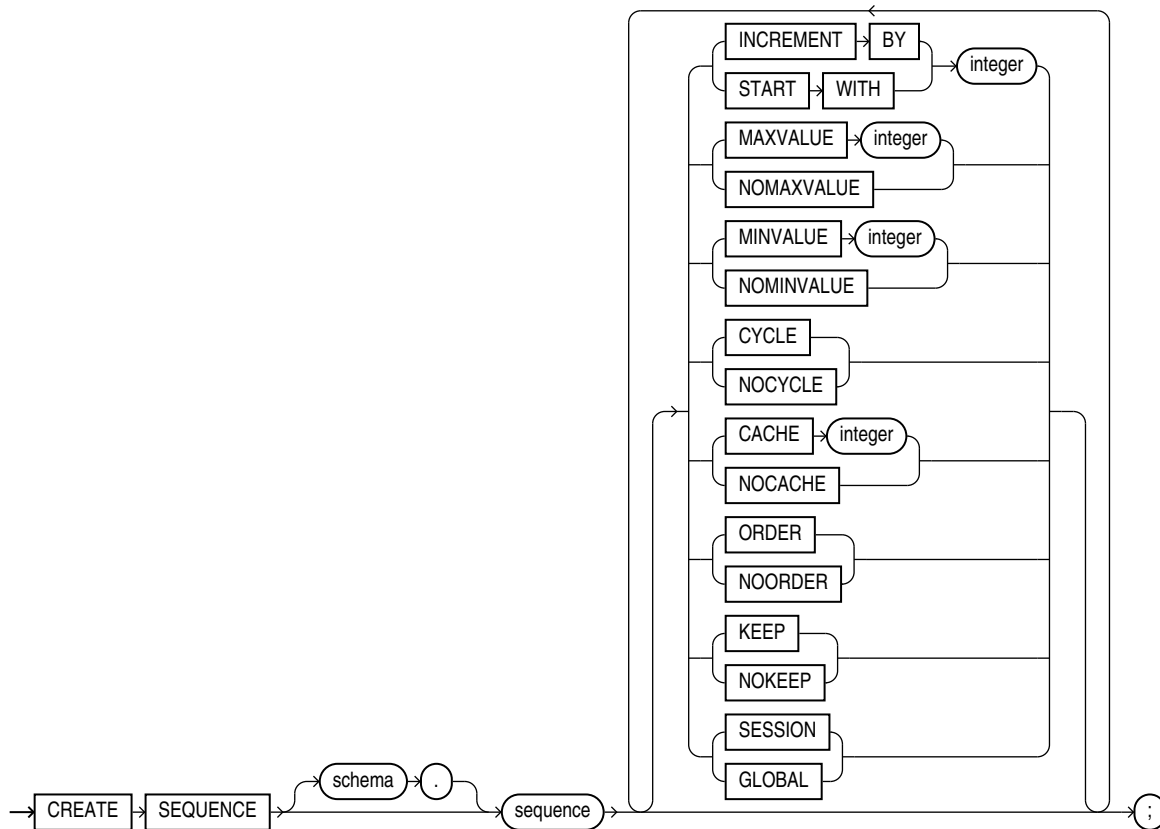 INCREMENT BY
integer
START WITH
MAXVALUE integer
NOMAXVALUE
MINVALUE integer
NOMINVALUE
CYCLE
NOCYCLE
CACHE integer
NOCACHE
ORDER
NOORDER
KEEP
NOKEEP
SESSION
GLOBAL
schema .
CREATE SEQUENCE sequence ;